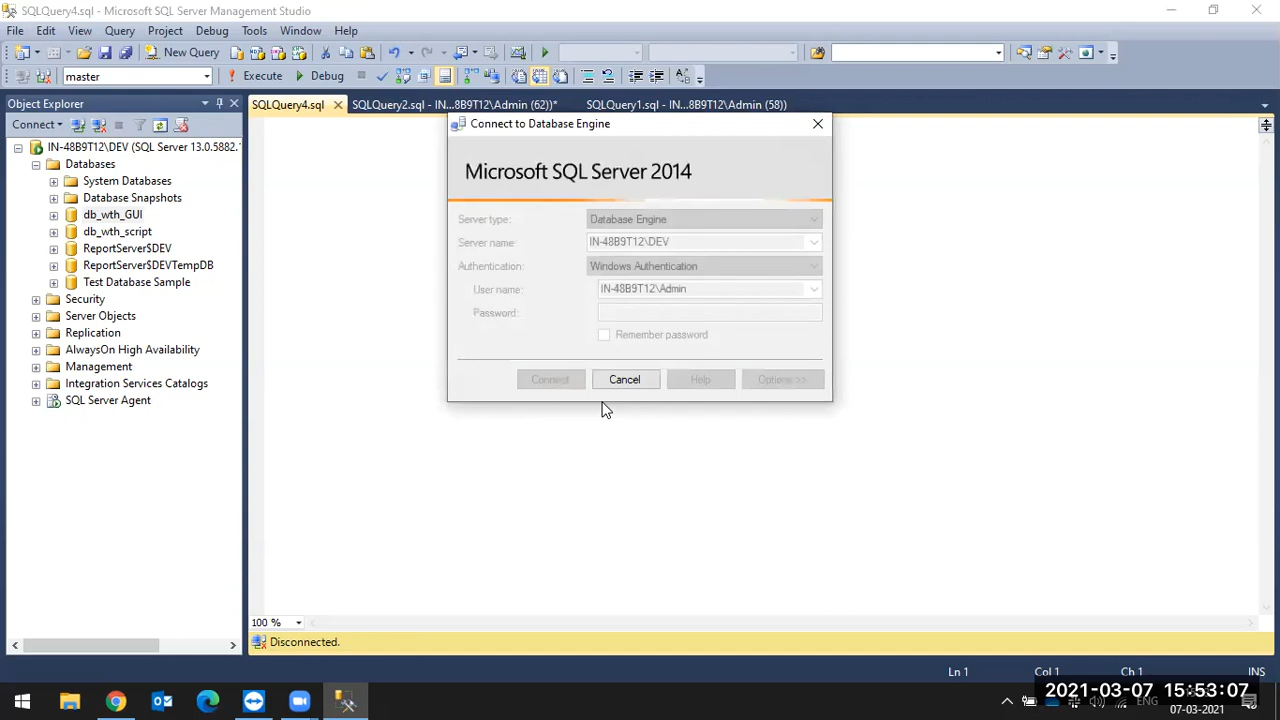 SQLQuery4.sql - Microsoft SQL Server Management Studio
File Edit View Query Project Debug Tools Window Help
New Query
master Execute Debug
Object Explorer
SQLQuery4.sql SQLQuery2.sql - IN...8B9T12\Admin (62))* SQLQuery1.sql - IN...8B9T12\Admin (58))
Connect
IN-48B9T12\DEV (SQL Server 13.0.5882.
Databases
System Databases
Database Snapshots
db_wth_GUI
db_wth_script
ReportServer$DEV
ReportServer$DEVTempDB
Test Database Sample
Security
Server Objects
Replication
AlwaysOn High Availability
Management
Integration Services Catalogs
SQL Server Agent
Connect to Database Engine
Microsoft SQL Server 2014
Server type: Database Engine
Server name: IN-48B9T12\DEV
Authentication: Windows Authentication
User name: IN-48B9T12\Admin
Password:
Remember password
Connect Cancel Help Options >>
100 %
Disconnected.
Ln 1 Col 1 Ch 1 INS
2021-03-07 15:53:07
ENG
07-03-2021